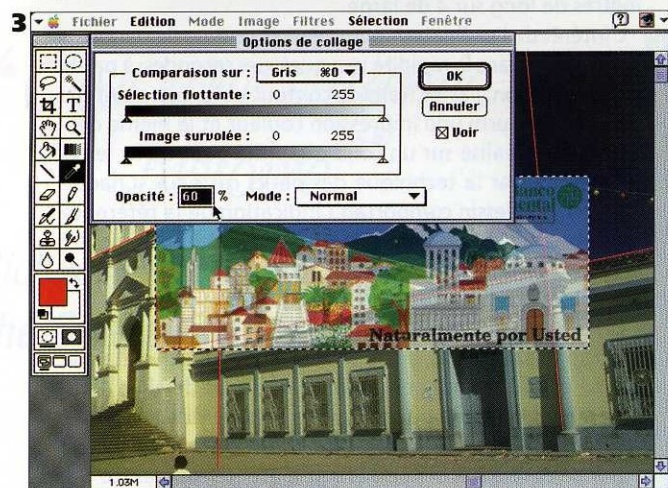 3
Fichier Edition Mode Image Filtres Sélection Fenêtre
Options de collage
Comparaison sur : Gris ⌘0
Sélection flottante : 0 255
Image survolée : 0 255
OK
Annuler
Voir
Opacité : 60 % Mode : Normal
T
Naturalmente por Usted
1.03M